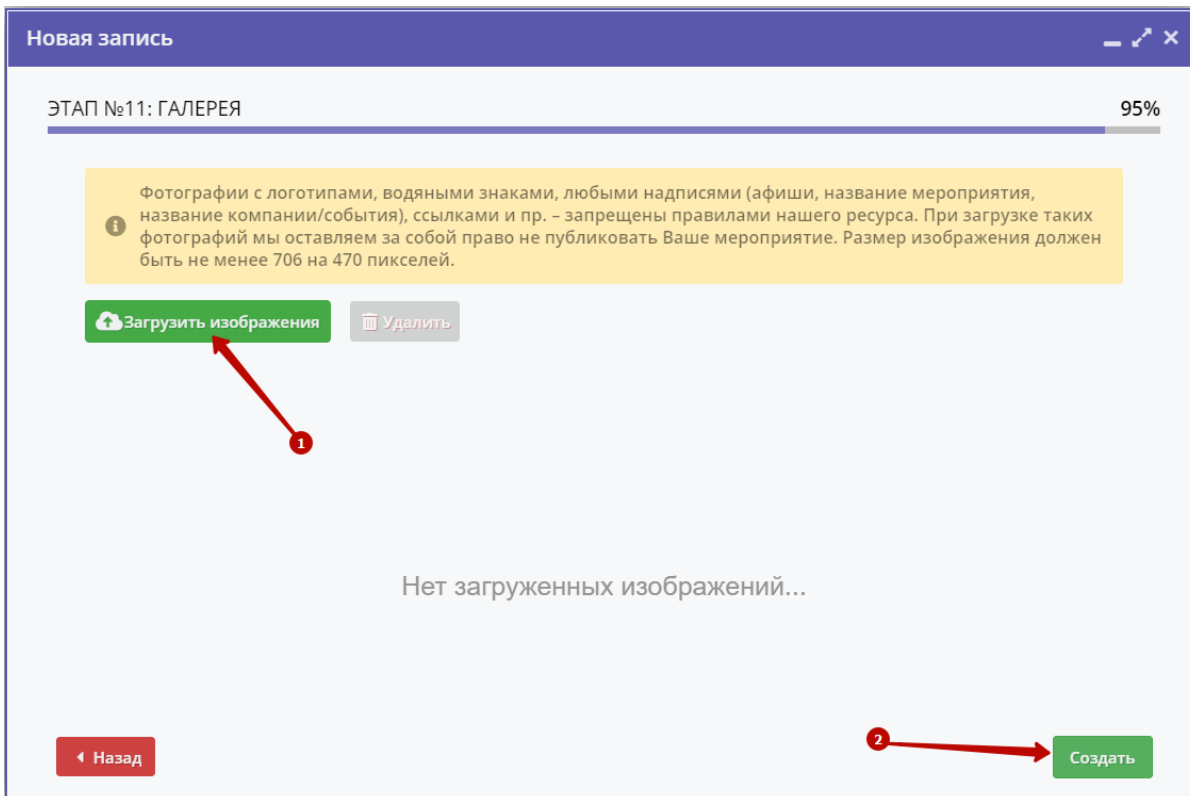 Новая запись
ЭТАП №11: ГАЛЕРЕЯ
95%
Фотографии с логотипами, водяными знаками, любыми надписями (афиши, название мероприятия,
название компании/события), ссылками и пр. – запрещены правилами нашего ресурса. При загрузке таких
фотографий мы оставляем за собой право не публиковать Ваше мероприятие. Размер изображения должен
быть не менее 706 на 470 пикселей.
Загрузить изображения
Удалить
1
Нет загруженных изображений...
2
Назад
Создать